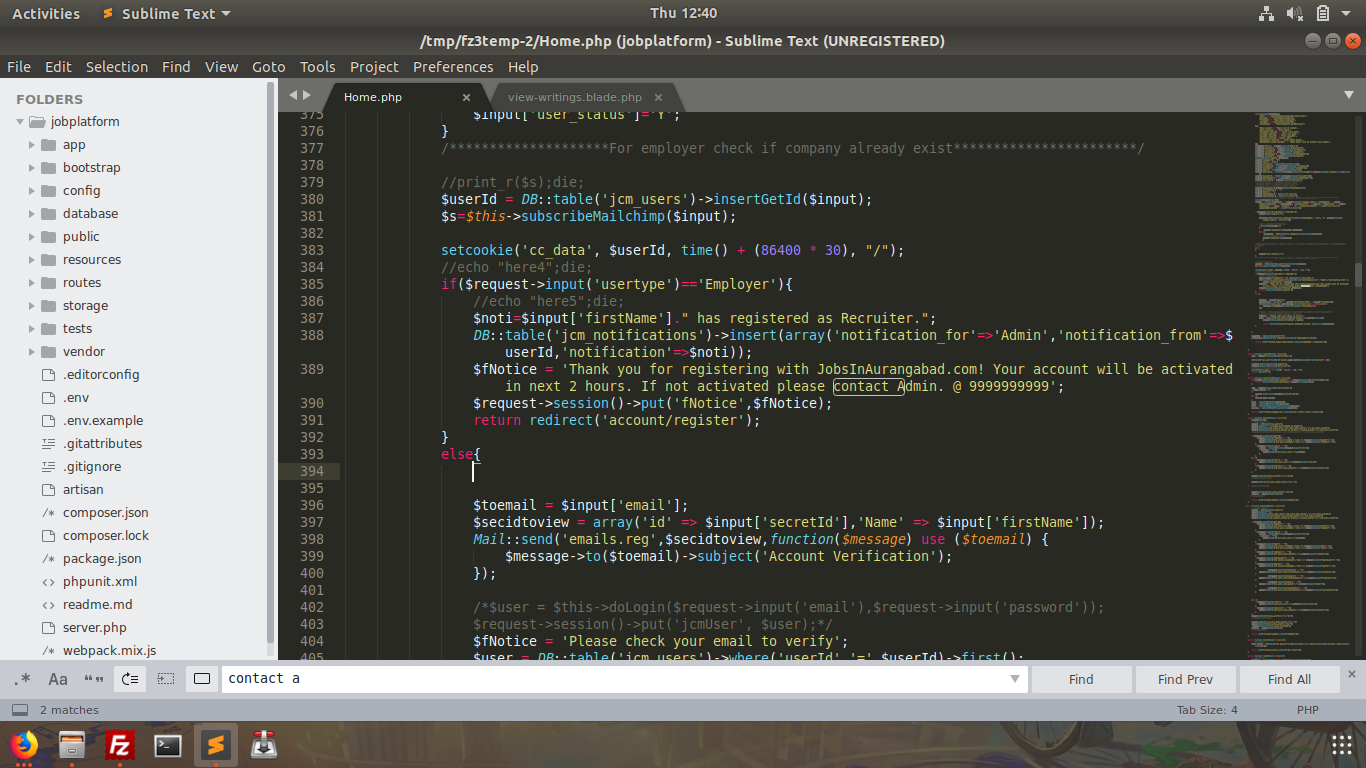 Activities Sublime Text Thu 12:40
/tmp/fz3temp-2/Home.php (jobplatform) - Sublime Text (UNREGISTERED)
File Edit Selection Find View Goto Tools Project Preferences Help
FOLDERS
jobplatform
app
bootstrap
config
database
public
resources
routes
storage
tests
vendor
.editorconfig
.env
.env.example
.gitattributes
.gitignore
artisan
composer.json
composer.lock
package.json
phpunit.xml
readme.md
server.php
webpack.mix.js
Home.php × view-writings.blade.php ×
375 $input['user_status']='Y';
376 }
377 /********************For employer check if company already exist***********************/
378
379 //print_r($s);die;
380 $userId = DB::table('jcm_users')->insertGetId($input);
381 $s=$this->subscribeMailchimp($input);
382
383 setcookie('cc_data', $userId, time() + (86400 * 30), "/");
384 //echo "here4";die;
385 if($request->input('usertype')=='Employer'){
386 //echo "here5";die;
387 $noti=$input['firstName']." has registered as Recruiter.";
388 DB::table('jcm_notifications')->insert(array('notification_for'=>'Admin','notification_from'=>$
userId,'notification'=>$noti));
389 $fNotice = 'Thank you for registering with JobsInAurangabad.com! Your account will be activated
in next 2 hours. If not activated please contact Admin. @ 9999999999';
390 $request->session()->put('fNotice',$fNotice);
391 return redirect('account/register');
392 }
393 else{
394
395
396 $toemail = $input['email'];
397 $secidtoview = array('id' => $input['secretId'],'Name' => $input['firstName']);
398 Mail::send('emails.reg',$secidtoview,function($message) use ($toemail) {
399 $message->to($toemail)->subject('Account Verification');
400 });
401
402 /*$user = $this->doLogin($request->input('email'),$request->input('password'));
403 $request->session()->put('jcmUser', $user);*/
404 $fNotice = 'Please check your email to verify';
405 $user = DB::table('jcm_users')->where('userId','=',$userId)->first();
.* Aa “” contact a Find Find Prev Find All ×
2 matches Tab Size: 4 PHP